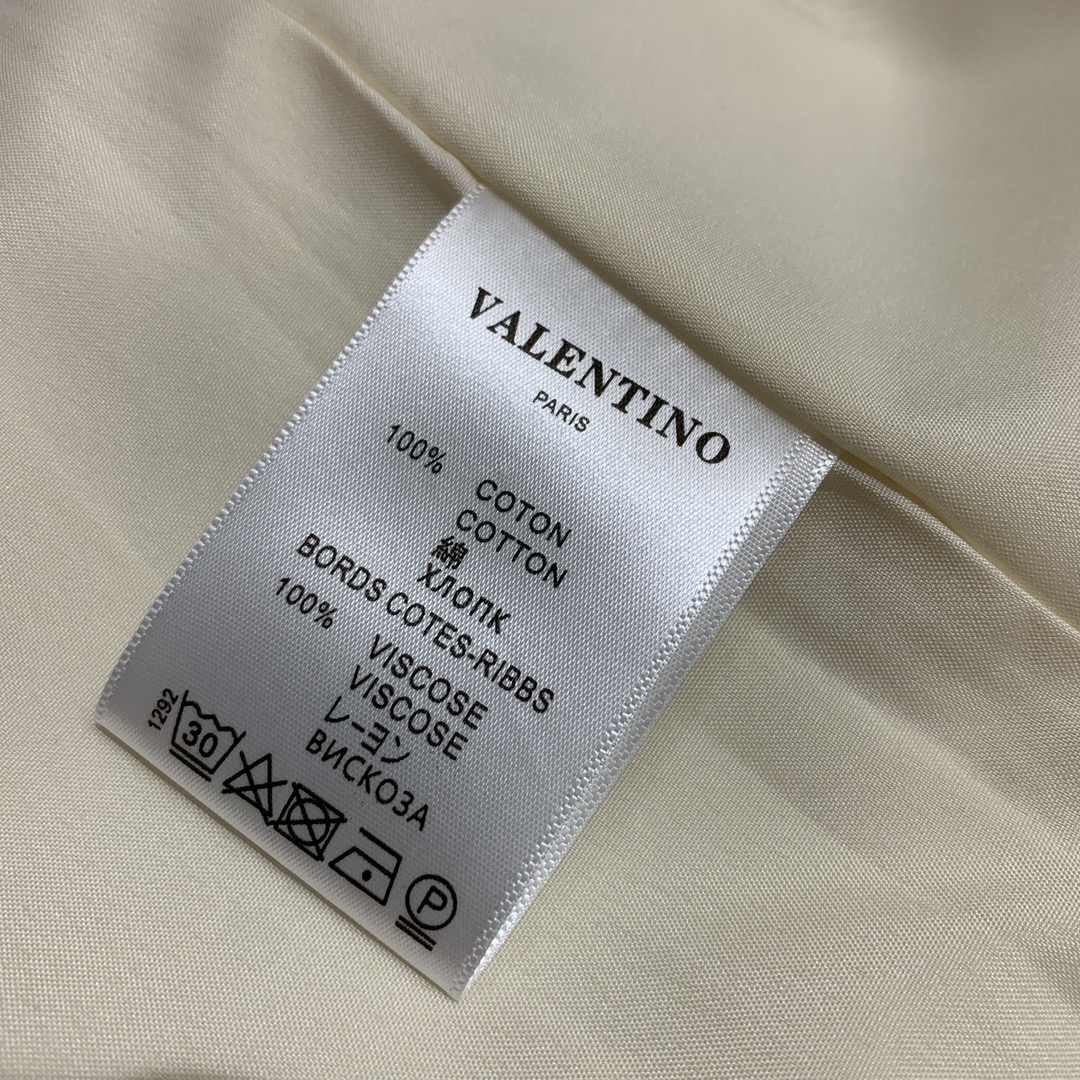 VALENTINO
PARIS
100%
COTON
COTTON
綿
ХЛОПК
BORDS COTES-RIBBS
100%
VISCOSE
VISCOSE
レーヨン
ВИСКОЗА
1292
30
P